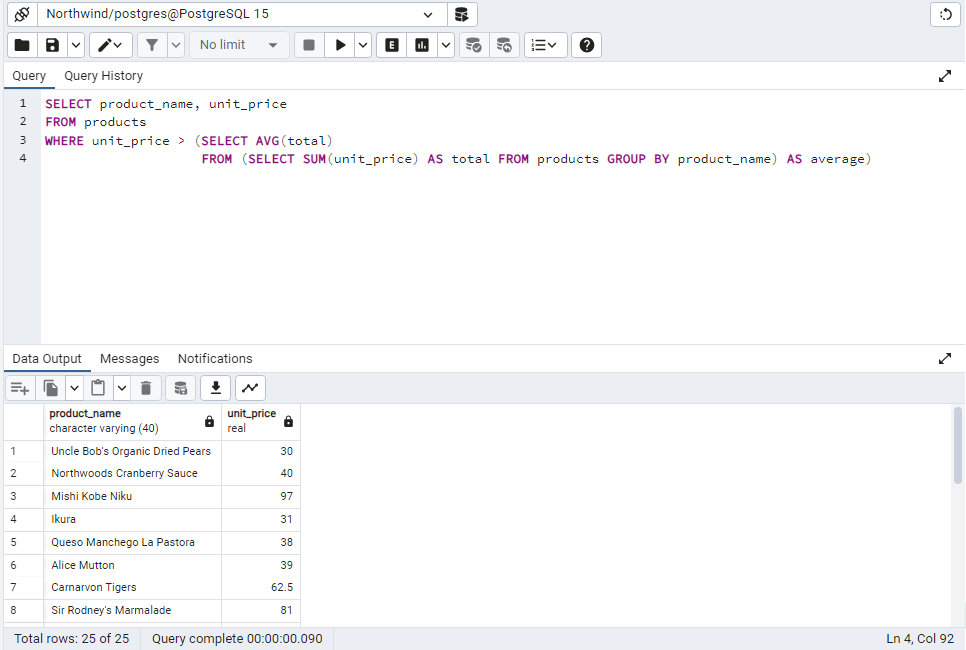 Northwind/postgres@PostgreSQL 15
No limit
E
Query Query History
1 SELECT product_name, unit_price
2 FROM products
3 WHERE unit_price > (SELECT AVG(total)
4 FROM (SELECT SUM(unit_price) AS total FROM products GROUP BY product_name) AS average)
Data Output Messages Notifications
product_name unit_price
character varying (40) real
1 Uncle Bob's Organic Dried Pears 30
2 Northwoods Cranberry Sauce 40
3 Mishi Kobe Niku 97
4 Ikura 31
5 Queso Manchego La Pastora 38
6 Alice Mutton 39
7 Carnarvon Tigers 62.5
8 Sir Rodney's Marmalade 81
Total rows: 25 of 25 Query complete 00:00:00.090 Ln 4, Col 92